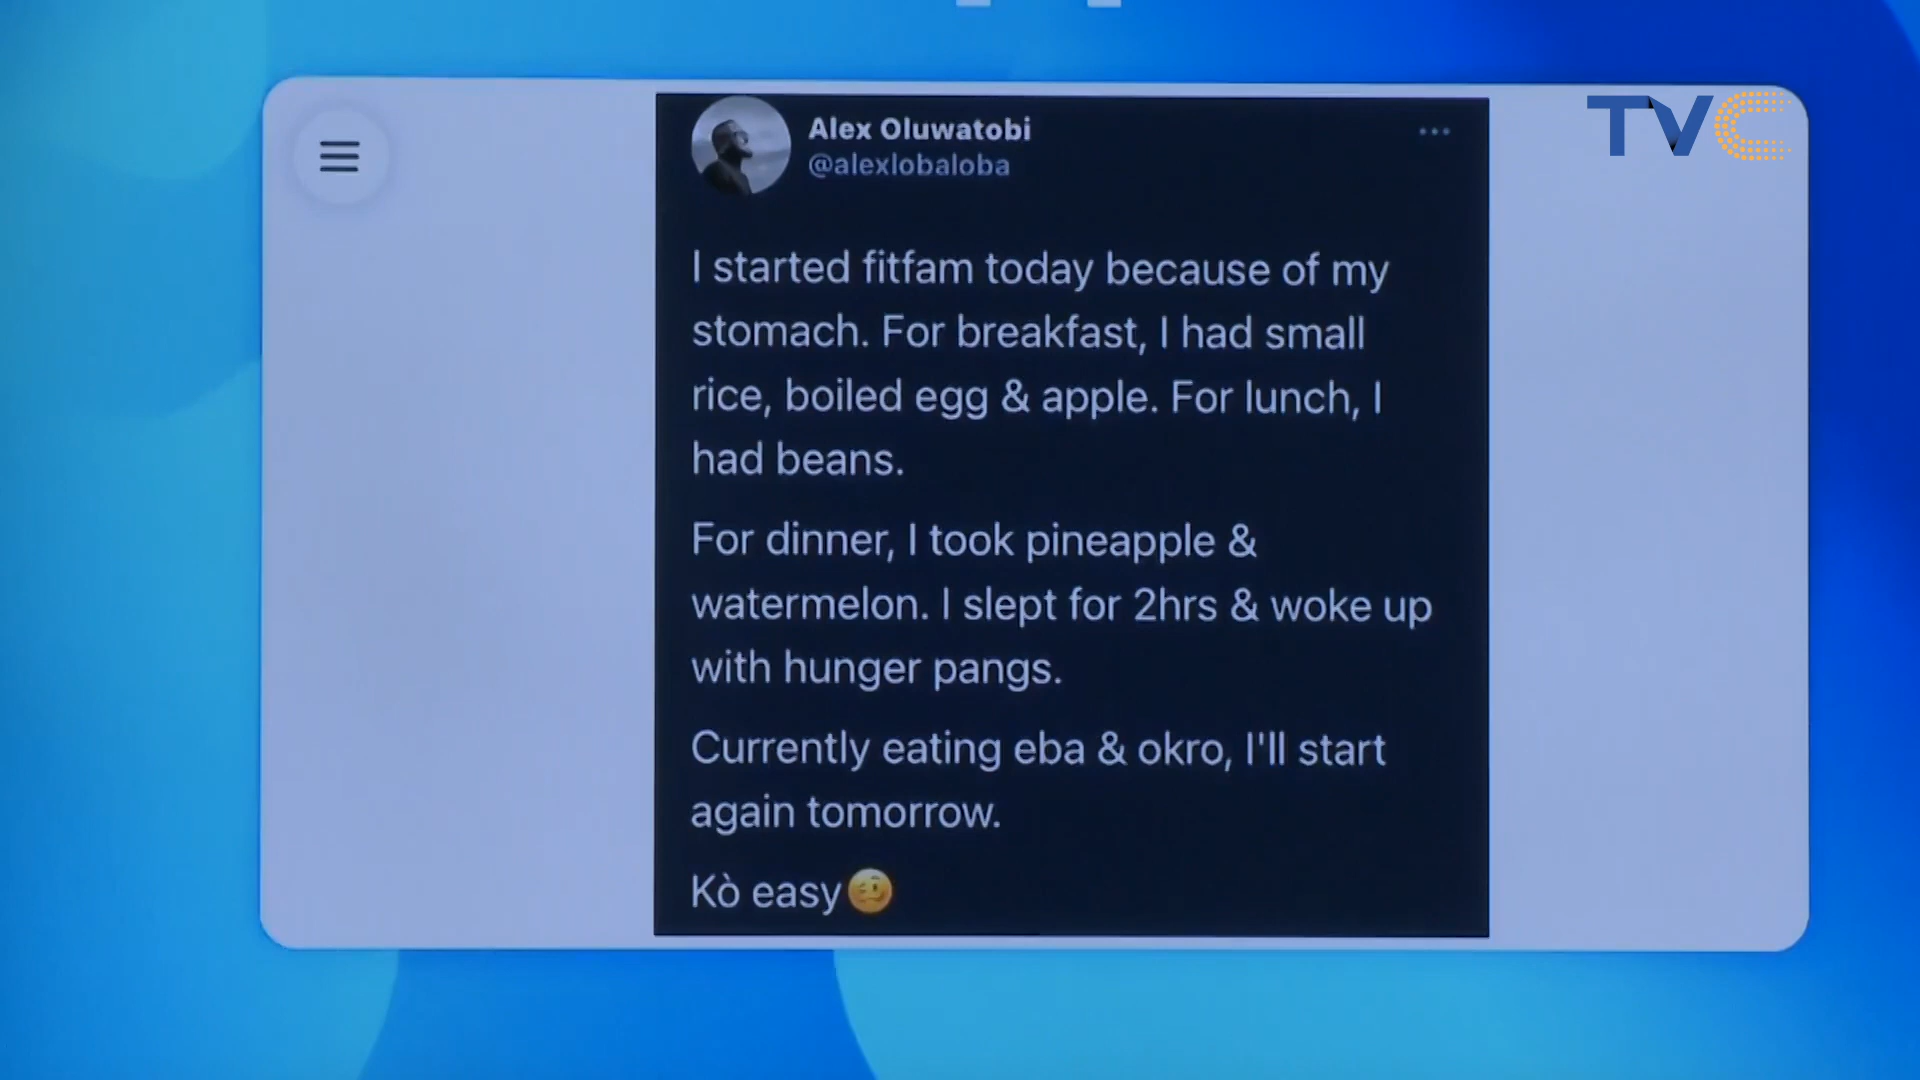 TVC
Alex Oluwatobi
@alexlobaloba
I started fitfam today because of my
stomach. For breakfast, I had small
rice, boiled egg & apple. For lunch, I
had beans.
For dinner, I took pineapple &
watermelon. I slept for 2hrs & woke up
with hunger pangs.
Currently eating eba & okro, I'll start
again tomorrow.
Kò easy🥴